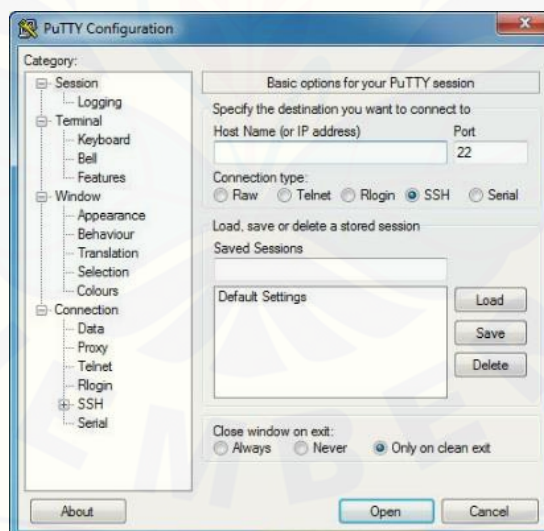 PuTTY Configuration
Category:
Session
Logging
Terminal
Keyboard
Bell
Features
Window
Appearance
Behaviour
Translation
Selection
Colours
Connection
Data
Proxy
Telnet
Rlogin
SSH
Serial
Basic options for your PuTTY session
Specify the destination you want to connect to
Host Name (or IP address) Port
22
Connection type:
Raw Telnet Rlogin SSH Serial
Load, save or delete a stored session
Saved Sessions
Default Settings
Load
Save
Delete
Close window on exit:
Always Never Only on clean exit
About Open Cancel